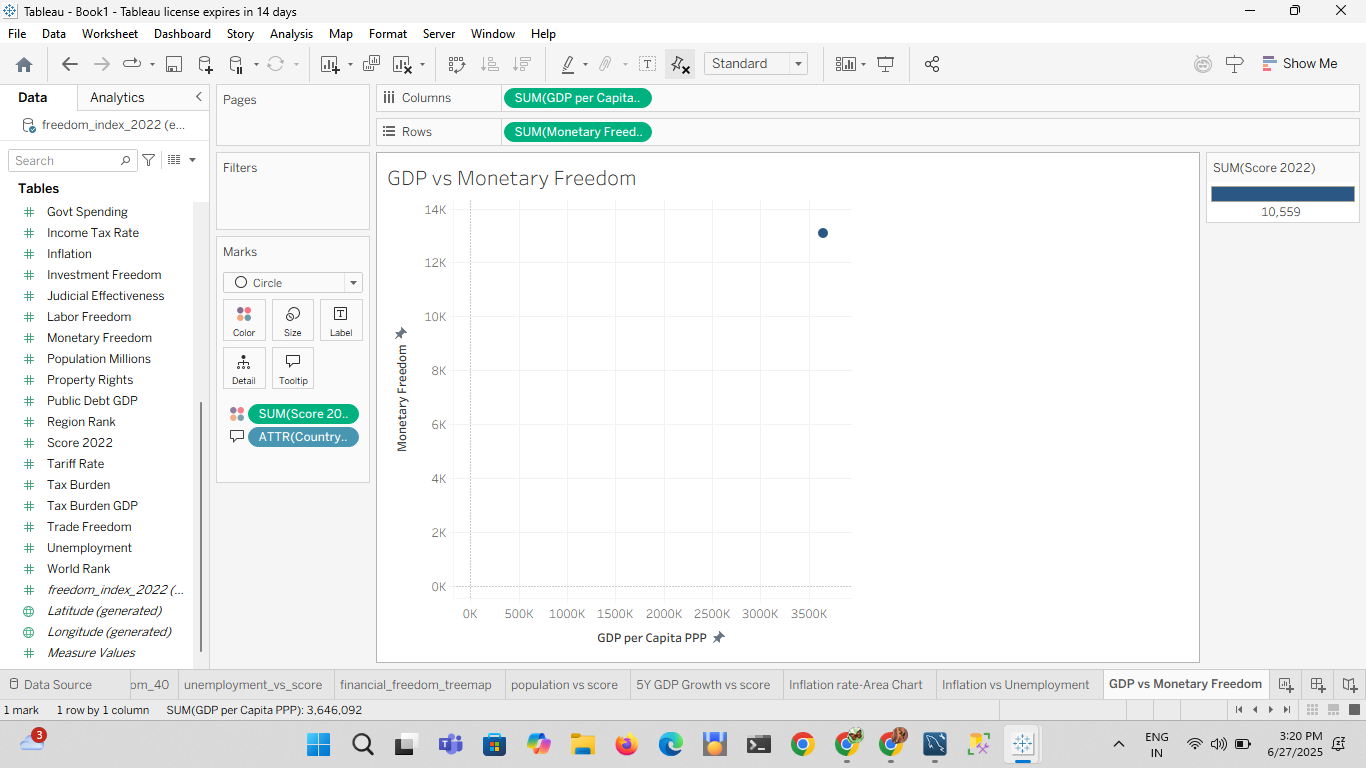 Tableau - Book1 - Tableau license expires in 14 days
File Data Worksheet Dashboard Story Analysis Map Format Server Window Help
Standard
Show Me
Data Analytics
freedom_index_2022 (e...
Search
Tables
Govt Spending
Income Tax Rate
Inflation
Investment Freedom
Judicial Effectiveness
Labor Freedom
Monetary Freedom
Population Millions
Property Rights
Public Debt GDP
Region Rank
Score 2022
Tariff Rate
Tax Burden
Tax Burden GDP
Trade Freedom
Unemployment
World Rank
freedom_index_2022 (...
Latitude (generated)
Longitude (generated)
Measure Values
Pages
Filters
Marks
Circle
Color Size Label
Detail Tooltip
SUM(Score 20..
ATTR(Country..
Columns SUM(GDP per Capita..
Rows SUM(Monetary Freed..
GDP vs Monetary Freedom
14K
12K
10K
8K
6K
4K
2K
0K
Monetary Freedom
0K 500K 1000K 1500K 2000K 2500K 3000K 3500K
GDP per Capita PPP
SUM(Score 2022)
10,559
Data Source om_40 unemployment_vs_score financial_freedom_treemap population vs score 5Y GDP Growth vs score Inflation rate-Area Chart Inflation vs Unemployment GDP vs Monetary Freedom
1 mark 1 row by 1 column SUM(GDP per Capita PPP): 3,646,092
3
ENG
IN
3:20 PM
6/27/2025